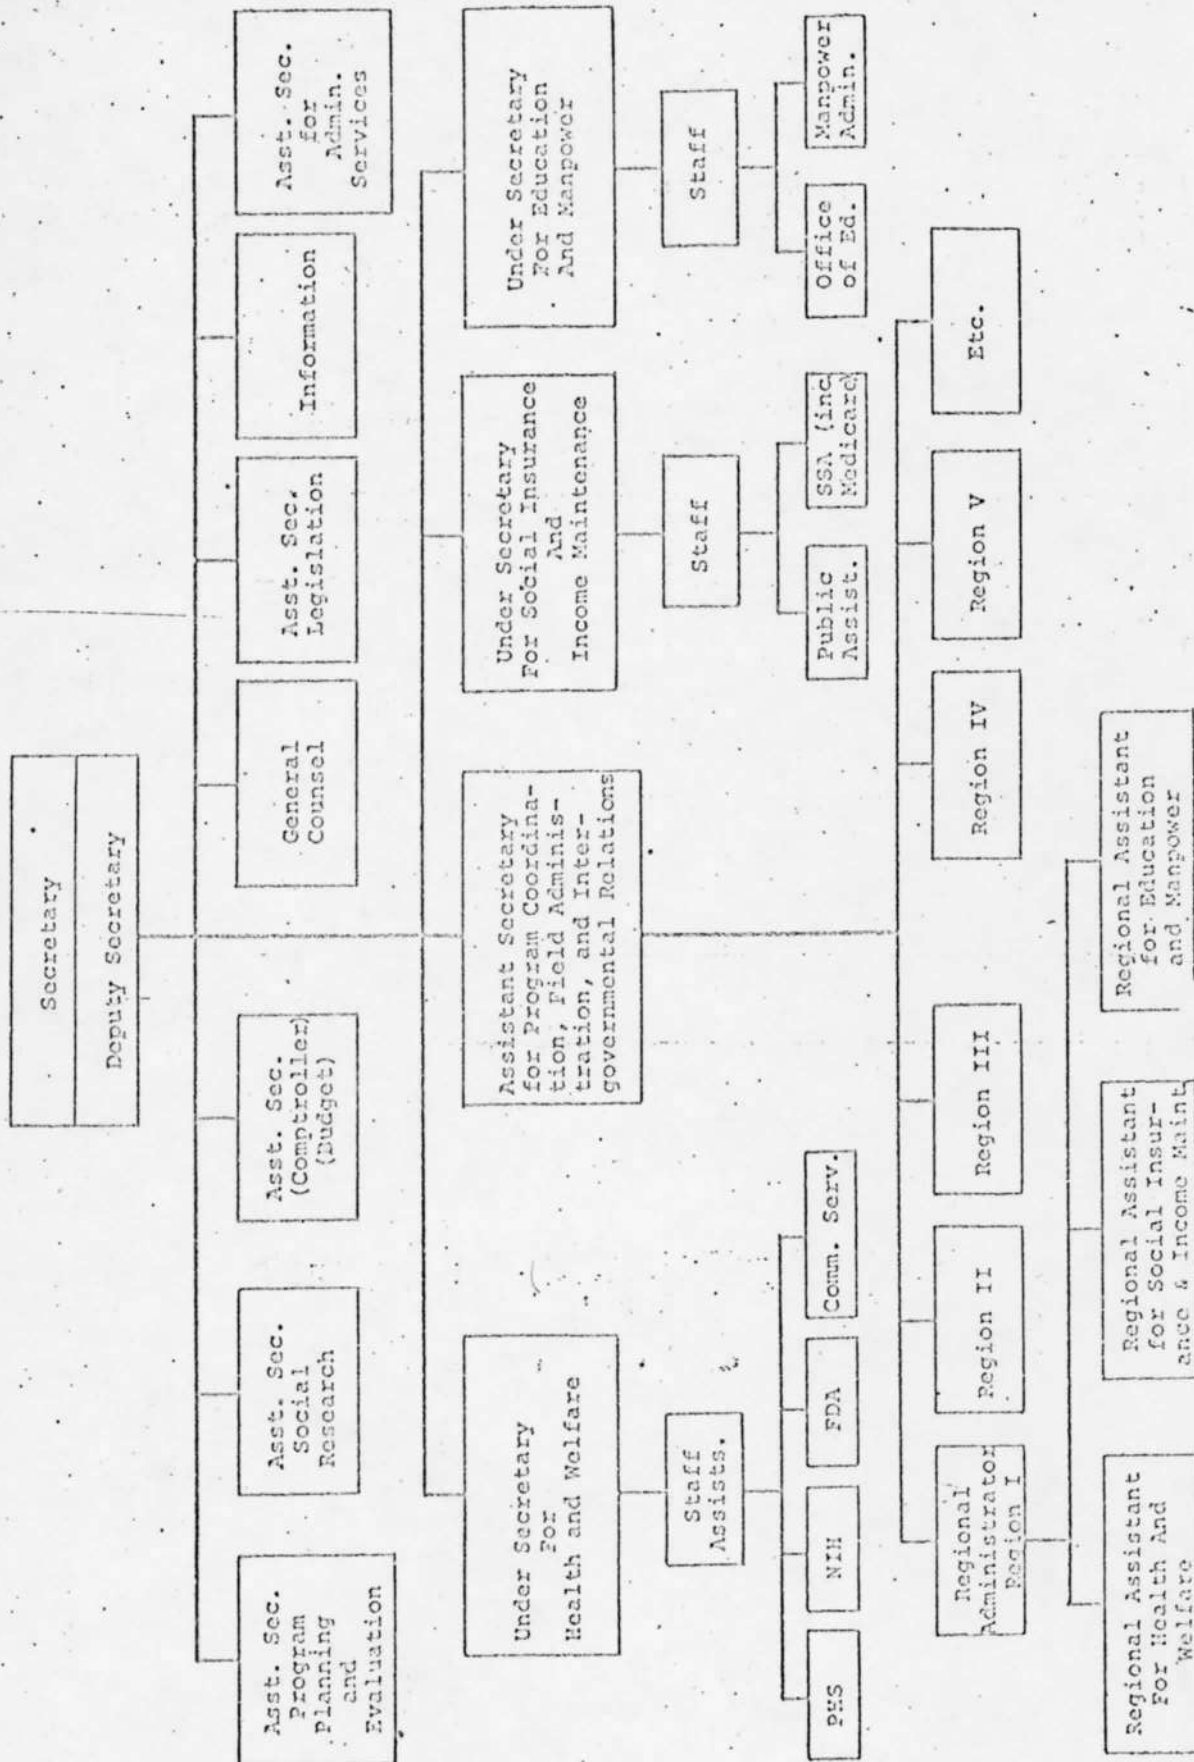 Secretary
Deputy Secretary
Asst. Sec.
Program
Planning
and
Evaluation
Asst. Sec.
Social
Research
Asst. Sec.
(Comptroller)
(Budget)
General
Counsel
Asst. Sec.
Legislation
Information
Asst. Sec.
for
Admin.
Services
Under Secretary
For
Health and Welfare
Assistant Secretary
for Program Coordina-
tion, Field Adminis-
tration, and Inter-
governmental Relations
Under Secretary
For Social Insurance
And
Income Maintenance
Under Secretary
For Education
And Manpower
Staff
Assists.
Staff
Staff
PHS
NIH
FDA
Comm. Serv.
Public
Assist.
SSA (inc
Medicare)
Office
of Ed.
Manpower
Admin.
Regional
Administrator
Region I
Region II
Region III
Region IV
Region V
Etc.
Regional Assistant
For Health And
Welfare
Regional Assistant
for Social Insur-
ance & Income Maint
Regional Assistant
for Education
and Manpower